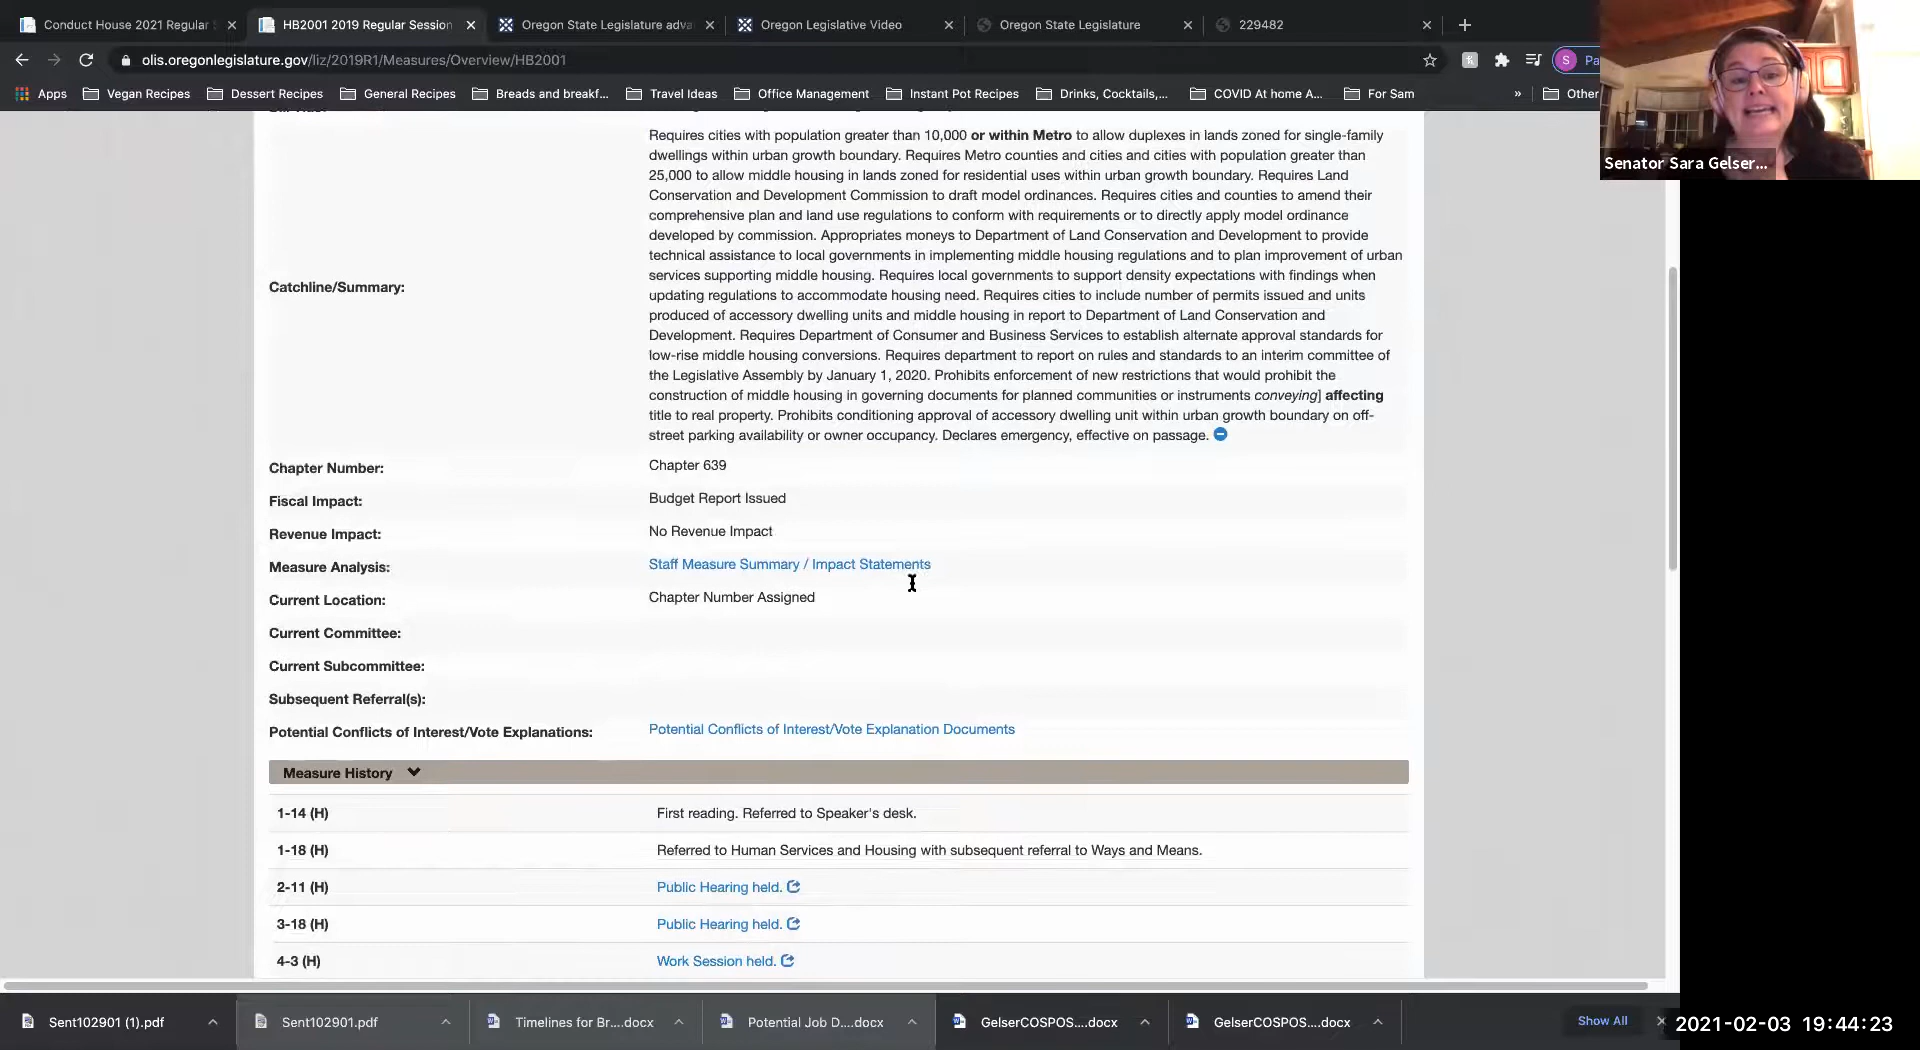 Conduct House 2021 Regular S
HB2001 2019 Regular Session
Oregon State Legislature adva
Oregon Legislative Video
Oregon State Legislature
229482
olis.oregonlegislature.gov/liz/2019R1/Measures/Overview/HB2001
S Pa
Apps
Vegan Recipes
Dessert Recipes
General Recipes
Breads and breakf...
Travel Ideas
Office Management
Instant Pot Recipes
Drinks, Cocktails,...
COVID At home A...
For Sam
»
Other
Senator Sara Gelser...
Catchline/Summary:
Requires cities with population greater than 10,000 or within Metro to allow duplexes in lands zoned for single-family
dwellings within urban growth boundary. Requires Metro counties and cities and cities with population greater than
25,000 to allow middle housing in lands zoned for residential uses within urban growth boundary. Requires Land
Conservation and Development Commission to draft model ordinances. Requires cities and counties to amend their
comprehensive plan and land use regulations to conform with requirements or to directly apply model ordinance
developed by commission. Appropriates moneys to Department of Land Conservation and Development to provide
technical assistance to local governments in implementing middle housing regulations and to plan improvement of urban
services supporting middle housing. Requires local governments to support density expectations with findings when
updating regulations to accommodate housing need. Requires cities to include number of permits issued and units
produced of accessory dwelling units and middle housing in report to Department of Land Conservation and
Development. Requires Department of Consumer and Business Services to establish alternate approval standards for
low-rise middle housing conversions. Requires department to report on rules and standards to an interim committee of
the Legislative Assembly by January 1, 2020. Prohibits enforcement of new restrictions that would prohibit the
construction of middle housing in governing documents for planned communities or instruments conveying] affecting
title to real property. Prohibits conditioning approval of accessory dwelling unit within urban growth boundary on off-
street parking availability or owner occupancy. Declares emergency, effective on passage.
Chapter Number: Chapter 639
Fiscal Impact: Budget Report Issued
Revenue Impact: No Revenue Impact
Measure Analysis: Staff Measure Summary / Impact Statements
Current Location: Chapter Number Assigned
Current Committee:
Current Subcommittee:
Subsequent Referral(s):
Potential Conflicts of Interest/Vote Explanations: Potential Conflicts of Interest/Vote Explanation Documents
Measure History
1-14 (H) First reading. Referred to Speaker's desk.
1-18 (H) Referred to Human Services and Housing with subsequent referral to Ways and Means.
2-11 (H) Public Hearing held.
3-18 (H) Public Hearing held.
4-3 (H) Work Session held.
Sent102901 (1).pdf
Sent102901.pdf
Timelines for Br....docx
Potential Job D....docx
GelserCOSPOS....docx
GelserCOSPOS....docx
Show All
2021-02-03 19:44:23